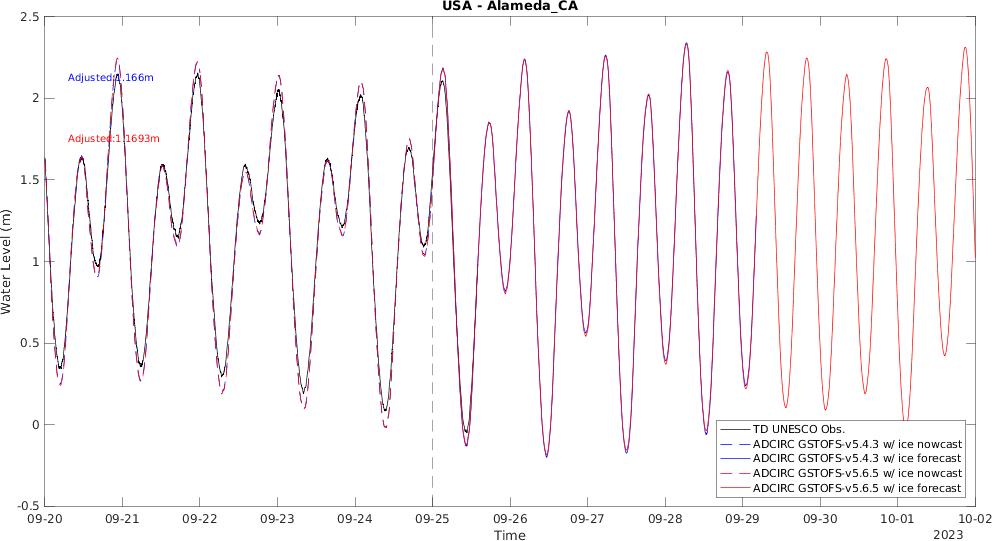 USA - Alameda_CA
2.5
2
1.5
1
0.5
0
-0.5
Water Level (m)
Adjusted:1.166m
Adjusted:1.1693m
TD UNESCO Obs.
ADCIRC GSTOFS-v5.4.3 w/ ice nowcast
ADCIRC GSTOFS-v5.4.3 w/ ice forecast
ADCIRC GSTOFS-v5.6.5 w/ ice nowcast
ADCIRC GSTOFS-v5.6.5 w/ ice forecast
09-20 09-21 09-22 09-23 09-24 09-25 09-26 09-27 09-28 09-29 09-30 10-01 10-02
Time
2023